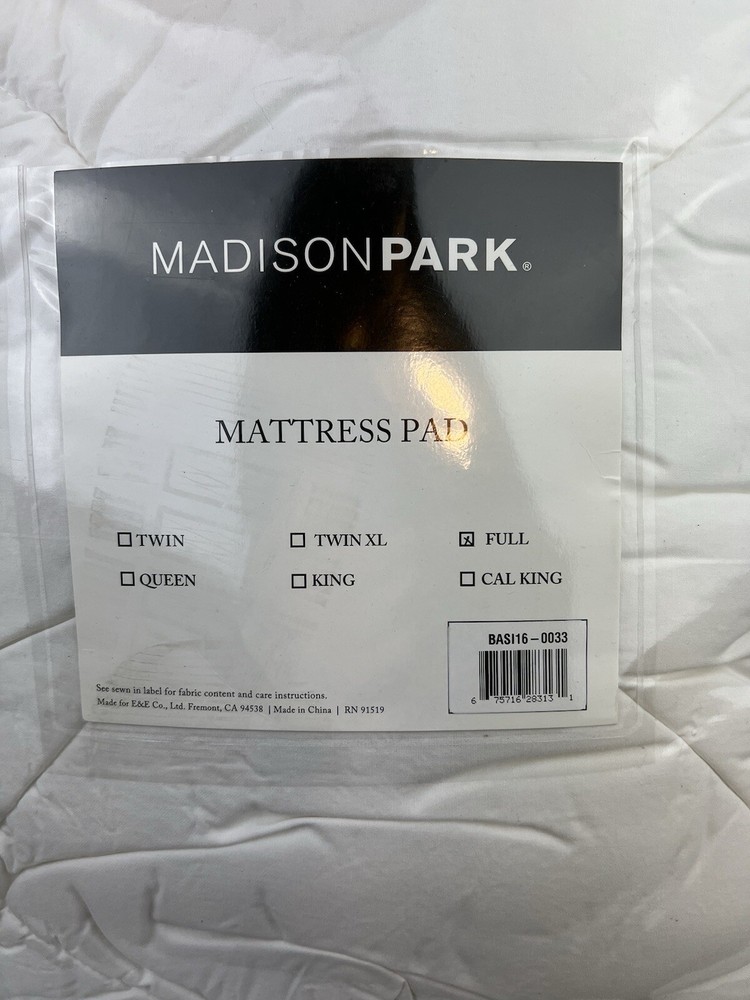 MADISONPARK®
MATTRESS PAD
☐ TWIN ☐ TWIN XL ☒ FULL
☐ QUEEN ☐ KING ☐ CAL KING
BASI16-0033
6 75716 28313 1
See sewn in label for fabric content and care instructions.
Made for E&E Co., Ltd. Fremont, CA 94538 | Made in China | RN 91519